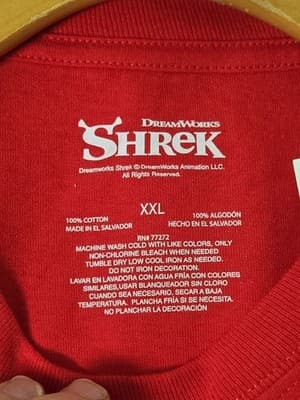 DREAMWORKS
SHREK
Dreamworks Shrek © DreamWorks Animation LLC.
All Rights Reserved.
XXL
100% COTTON 100% ALGODÓN
MADE IN EL SALVADOR HECHO EN EL SALVADOR
RN# 77272
MACHINE WASH COLD WITH LIKE COLORS, ONLY
NON-CHLORINE BLEACH WHEN NEEDED
TUMBLE DRY LOW COOL IRON AS NEEDED.
DO NOT IRON DECORATION.
LAVAR EN LAVADORA CON AGUA FRÍA CON COLORES
SIMILARES,USAR BLANQUEADOR SIN CLORO
CUANDO SEA NECESARIO, SECAR A BAJA
TEMPERATURA. PLANCHA FRÍA SI SE NECESITA.
NO PLANCHAR LA DECORACIÓN